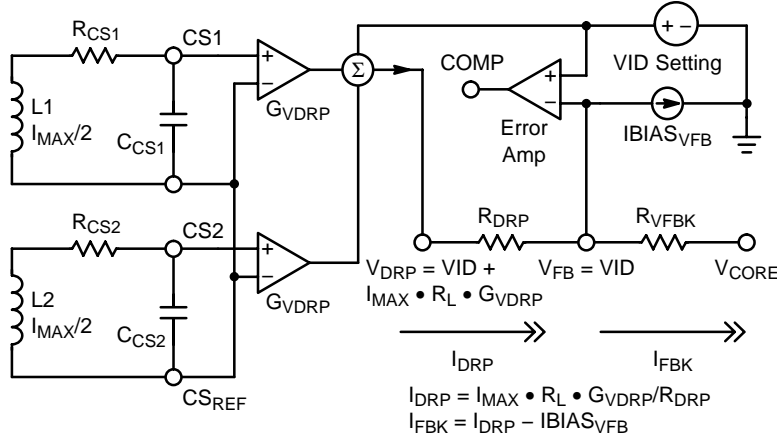 RCS1
CS1
+
−
GVDRP
Σ
L1
IMAX/2
CCS1
COMP
+
−
Error
Amp
+ −
VID Setting
IBIASVFB
RCS2
CS2
+
−
GVDRP
L2
IMAX/2
CCS2
CSREF
RDRP
RVFBK
VDRP = VID +
IMAX • RL • GVDRP
VFB = VID
VCORE
IDRP
IFBK
IDRP = IMAX • RL • GVDRP/RDRP
IFBK = IDRP − IBIASVFB